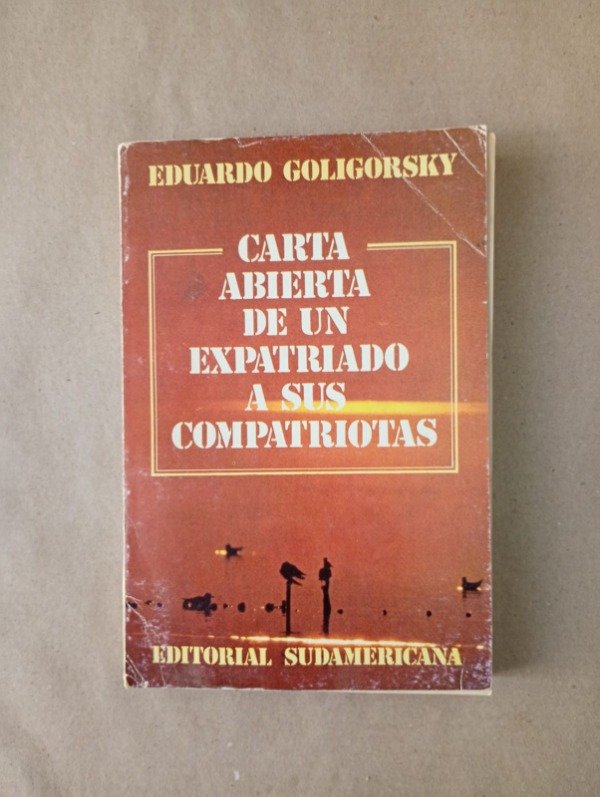 EDUARDO GOLIGORSKY
CARTA
ABIERTA
DE UN
EXPATRIADO
A SUS
COMPATRIOTAS
EDITORIAL SUDAMERICANA